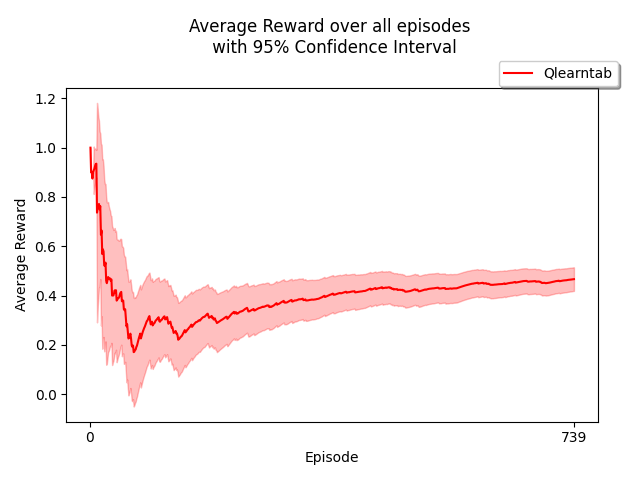 Average Reward over all episodes
with 95% Confidence Interval
Qlearntab
1.2
1.0
0.8
0.6
0.4
0.2
0.0
Average Reward
0
739
Episode